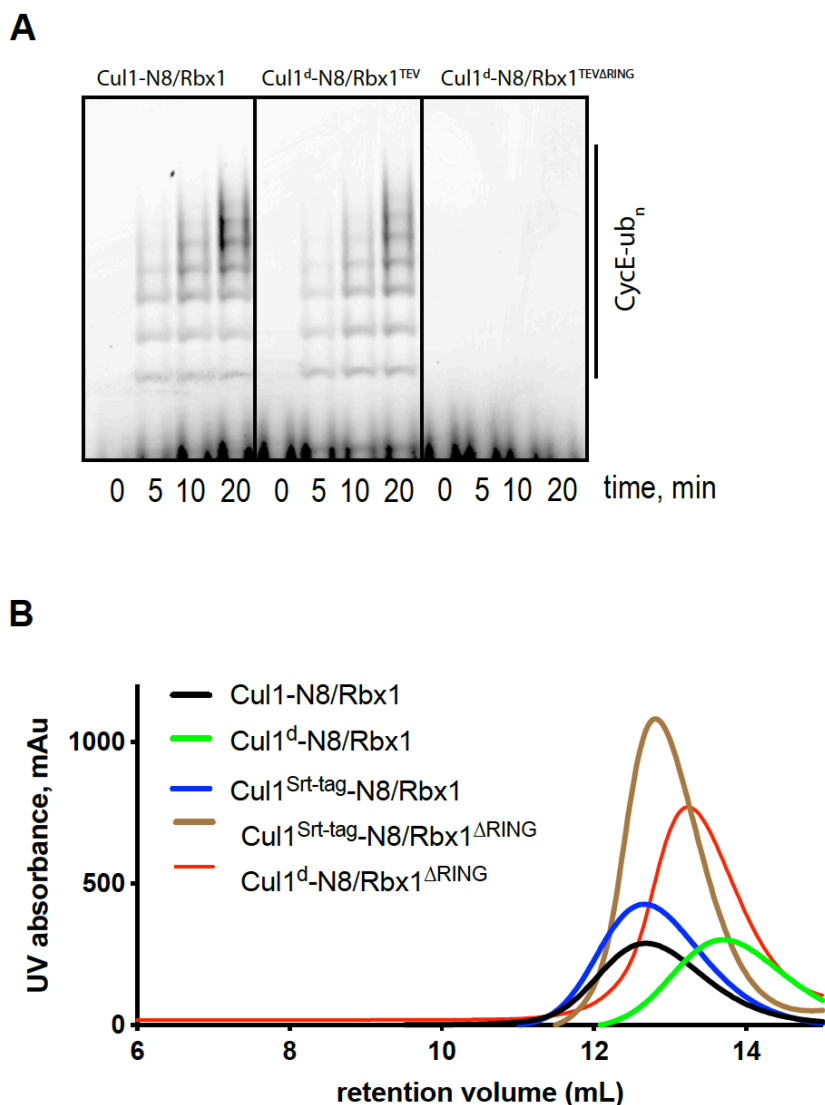 A
Cul1-N8/Rbx1 Cul1ᵈ-N8/Rbx1ᵀᴱⱽ Cul1ᵈ-N8/Rbx1ᵀᴱⱽΔᴿᴵᴺᴳ
CycE-ubₙ
0 5 10 20 0 5 10 20 0 5 10 20 time, min
B
Cul1-N8/Rbx1
Cul1ᵈ-N8/Rbx1
Cul1ˢʳᵗ⁻ᵗᵃᵍ-N8/Rbx1
Cul1ˢʳᵗ⁻ᵗᵃᵍ-N8/Rbx1Δᴿᴵᴺᴳ
Cul1ᵈ-N8/Rbx1Δᴿᴵᴺᴳ
UV absorbance, mAu
1000
500
0
6 8 10 12 14
retention volume (mL)